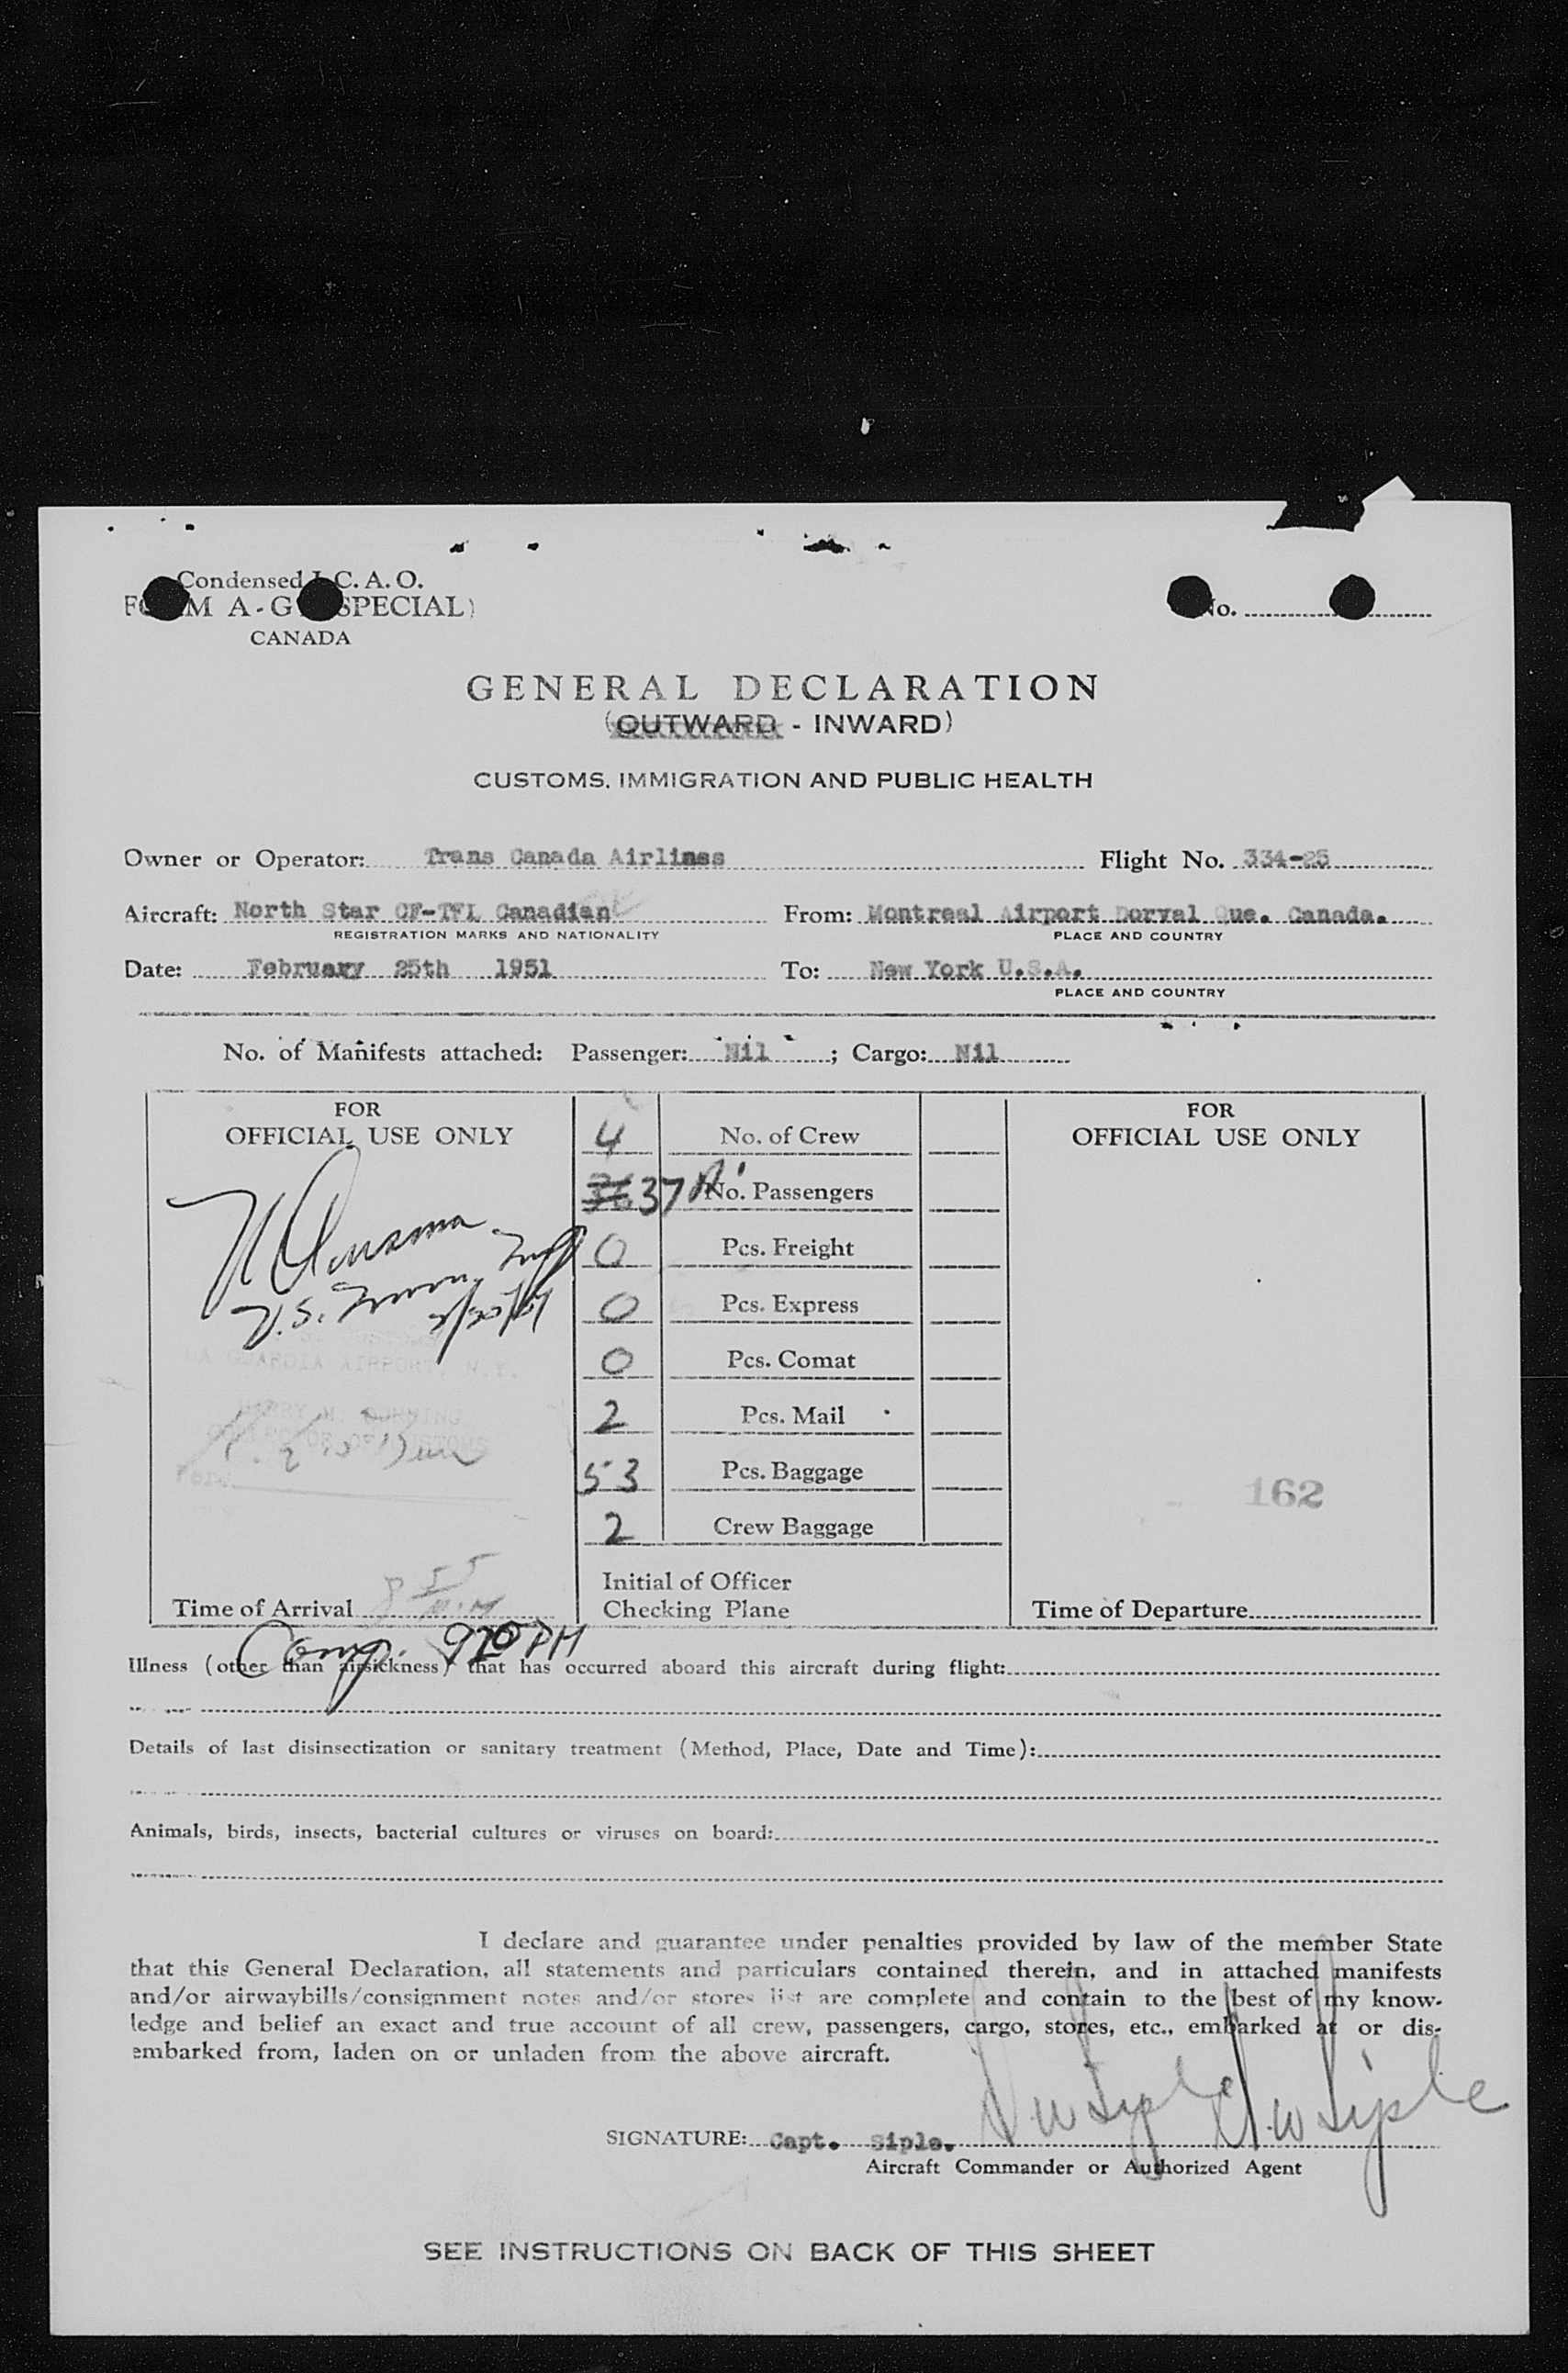 Condensed I. C. A. O.
M A-G SPECIAL)
CANADA
No.
GENERAL DECLARATION
(OUTWARD - INWARD)
CUSTOMS, IMMIGRATION AND PUBLIC HEALTH
Owner or Operator: Trans Canada Airlines Flight No. 334-25
Aircraft: North Star CF-TFL Canadian From: Montreal Airport Dorval Que. Canada.
REGISTRATION MARKS AND NATIONALITY PLACE AND COUNTRY
Date: February 25th 1951 To: New York U.S.A.
PLACE AND COUNTRY
No. of Manifests attached: Passenger: Nil ; Cargo: Nil
FOR
OFFICIAL USE ONLY
4 No. of Crew
37 No. Passengers
0 Pcs. Freight
0 Pcs. Express
0 Pcs. Comat
2 Pcs. Mail
53 Pcs. Baggage
2 Crew Baggage
Initial of Officer
Checking Plane
U.S.
LA GUARDIA AIRPORT, N.Y.
Time of Arrival 8 55
FOR
OFFICIAL USE ONLY
162
Time of Departure
Comp. 920 PM
Illness (other than airsickness) that has occurred aboard this aircraft during flight:
Details of last disinsectization or sanitary treatment (Method, Place, Date and Time):
Animals, birds, insects, bacterial cultures or viruses on board:
I declare and guarantee under penalties provided by law of the member State
that this General Declaration, all statements and particulars contained therein, and in attached manifests
and/or airwaybills/consignment notes and/or stores list are complete and contain to the best of my know-
ledge and belief an exact and true account of all crew, passengers, cargo, stores, etc., embarked at or dis-
embarked from, laden on or unladen from the above aircraft.
SIGNATURE: Capt. Siple.
Aircraft Commander or Authorized Agent
SEE INSTRUCTIONS ON BACK OF THIS SHEET